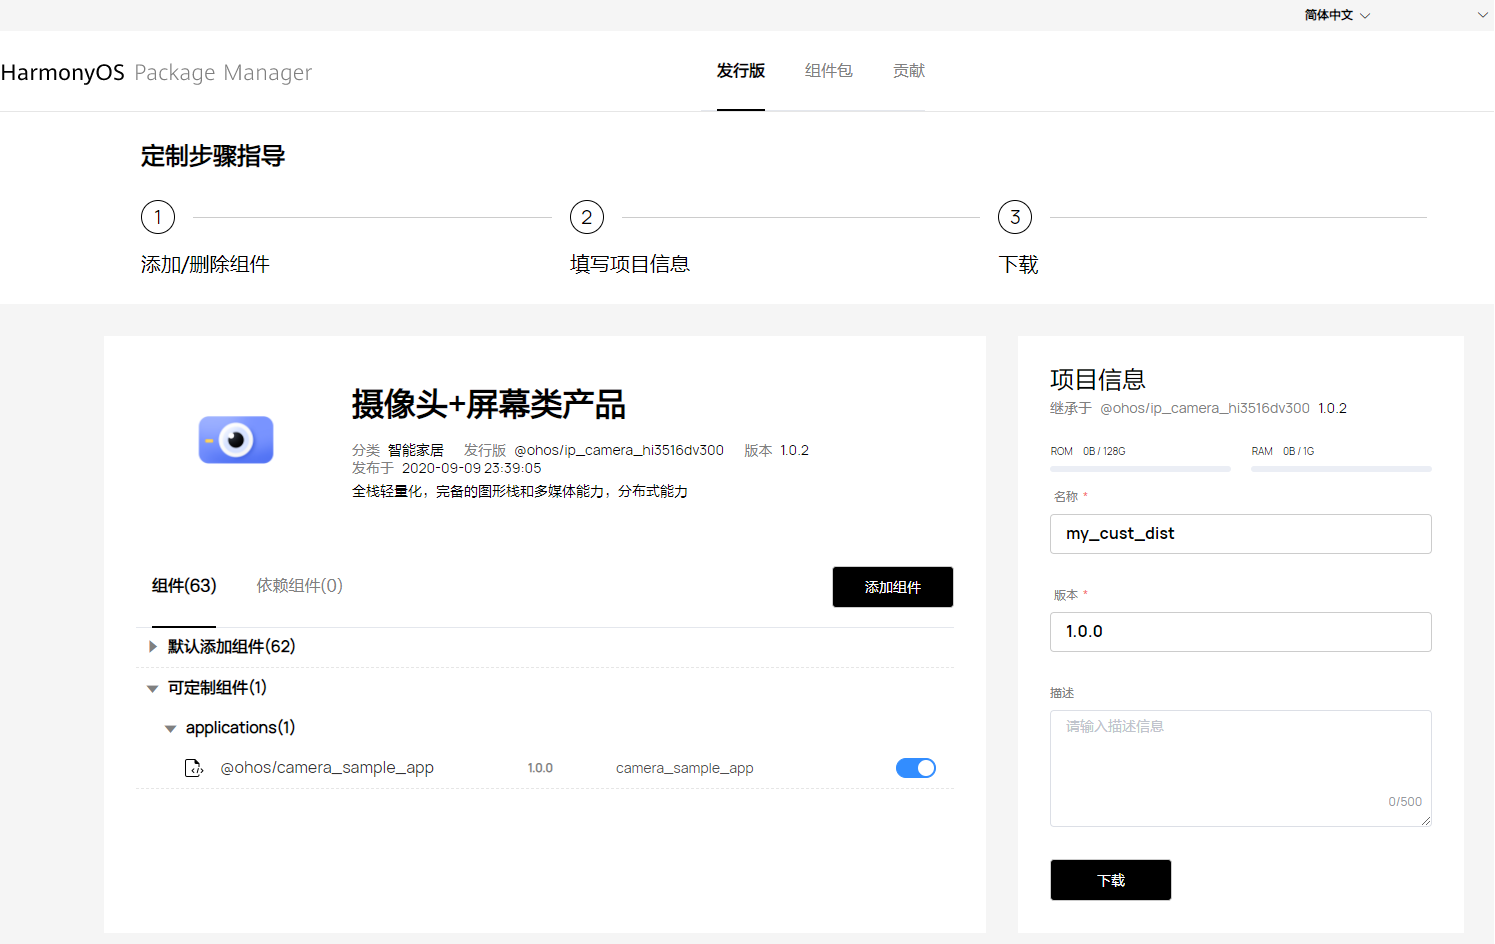 简体中文
HarmonyOS Package Manager
发行版 组件包 贡献
定制步骤指导
1 2 3
添加/删除组件 填写项目信息 下载
摄像头+屏幕类产品
分类 智能家居 发行版 @ohos/ip_camera_hi3516dv300 版本 1.0.2
发布于 2020-09-09 23:39:05
全栈轻量化，完备的图形栈和多媒体能力，分布式能力
组件(63) 依赖组件(0) 添加组件
默认添加组件(62)
可定制组件(1)
applications(1)
@ohos/camera_sample_app 1.0.0 camera_sample_app
项目信息
继承于 @ohos/ip_camera_hi3516dv300 1.0.2
ROM 0B / 128G RAM 0B / 1G
名称 *
my_cust_dist
版本 *
1.0.0
描述
请输入描述信息
0/500
下载